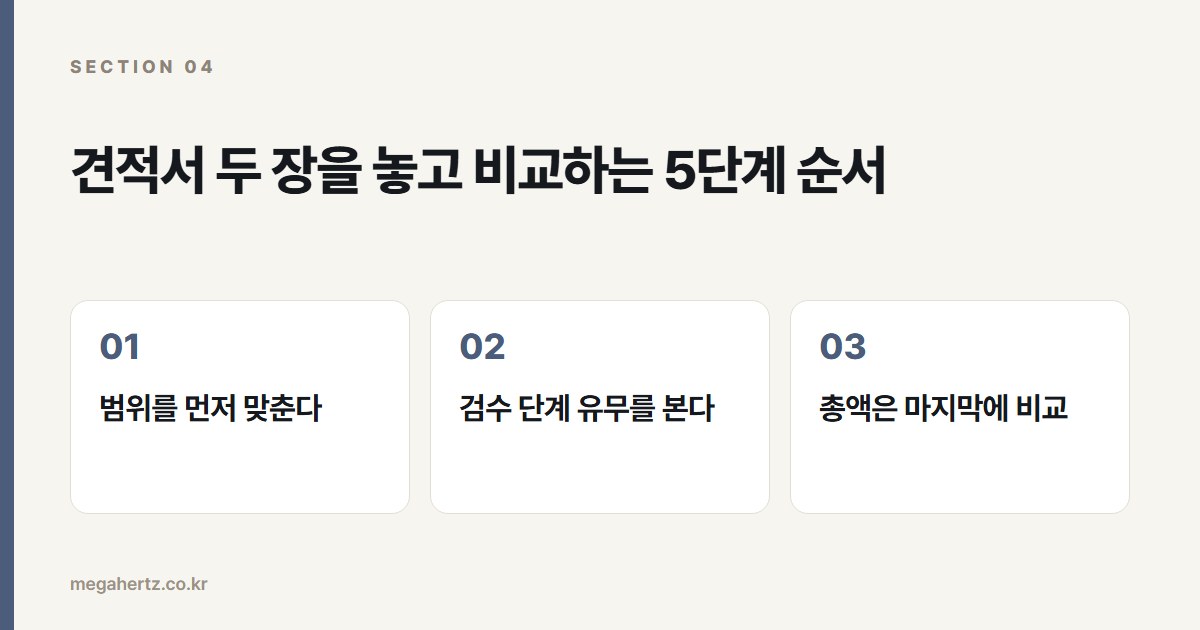 SECTION 04
견적서 두 장을 놓고 비교하는 5단계 순서
01
범위를 먼저 맞춘다
02
검수 단계 유무를 본다
03
총액은 마지막에 비교
megahertz.co.kr